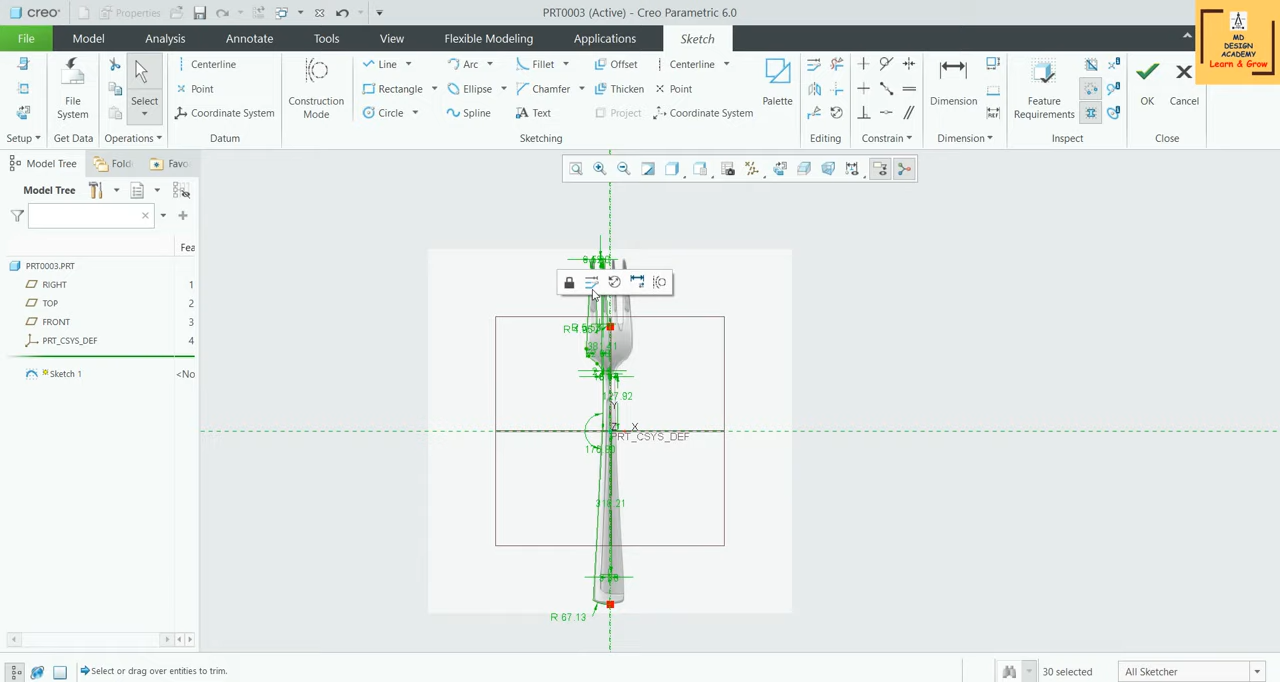 creo
Properties
PRT0003 (Active) - Creo Parametric 6.0
MD
DESIGN
ACADEMY
Learn & Grow
File
Model
Analysis
Annotate
Tools
View
Flexible Modeling
Applications
Sketch
Setup
File
System
Get Data
Select
Operations
Centerline
Point
Coordinate System
Datum
Construction
Mode
Line
Rectangle
Circle
Arc
Ellipse
Spline
Fillet
Chamfer
Text
Offset
Thicken
Project
Centerline
Point
Coordinate System
Sketching
Palette
Editing
Constrain
Dimension
Dimension
Feature
Requirements
Inspect
OK
Cancel
Close
Model Tree
Fold
Favo
Model Tree
Fea
PRT0003.PRT
RIGHT 1
TOP 2
FRONT 3
PRT_CSYS_DEF 4
Sketch 1 <No
127.92
Y
Z X
PRT_CSYS_DEF
R 67.13
Select or drag over entities to trim.
30 selected
All Sketcher